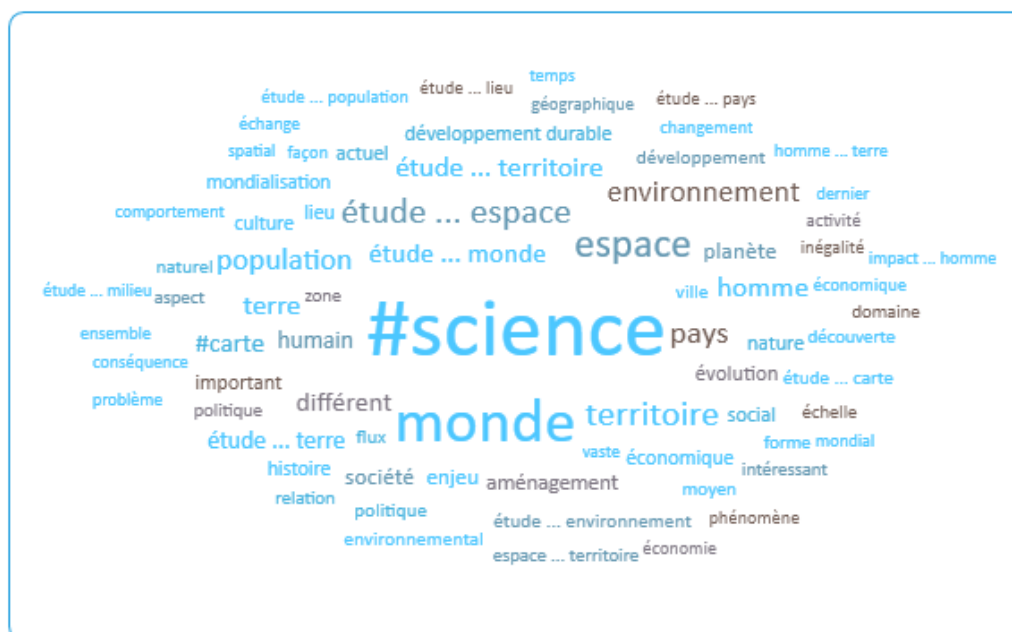 temps
étude ... population étude ... lieu géographique étude ... pays
échange développement durable changement
spatial façon actuel étude ... territoire développement homme ... terre
mondialisation environnement dernier
comportement culture lieu étude ... espace activité
naturel population étude ... monde espace planète inégalité impact ... homme
étude ... milieu aspect terre zone ville homme économique
domaine
ensemble #carte humain #science pays nature découverte
conséquence important évolution étude ... carte
problème politique différent monde territoire social échelle
étude ... terre flux vaste économique forme mondial
histoire société enjeu aménagement intéressant
relation politique moyen
environnemental étude ... environnement phénomène
espace ... territoire économie